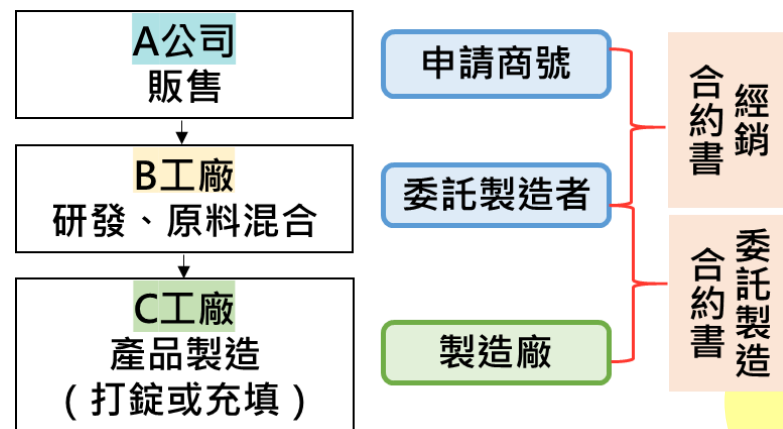 A公司
販售
B工廠
研發、原料混合
C工廠
產品製造
（打錠或充填）
申請商號
委託製造者
製造廠
經銷
合約書
委託製造
合約書